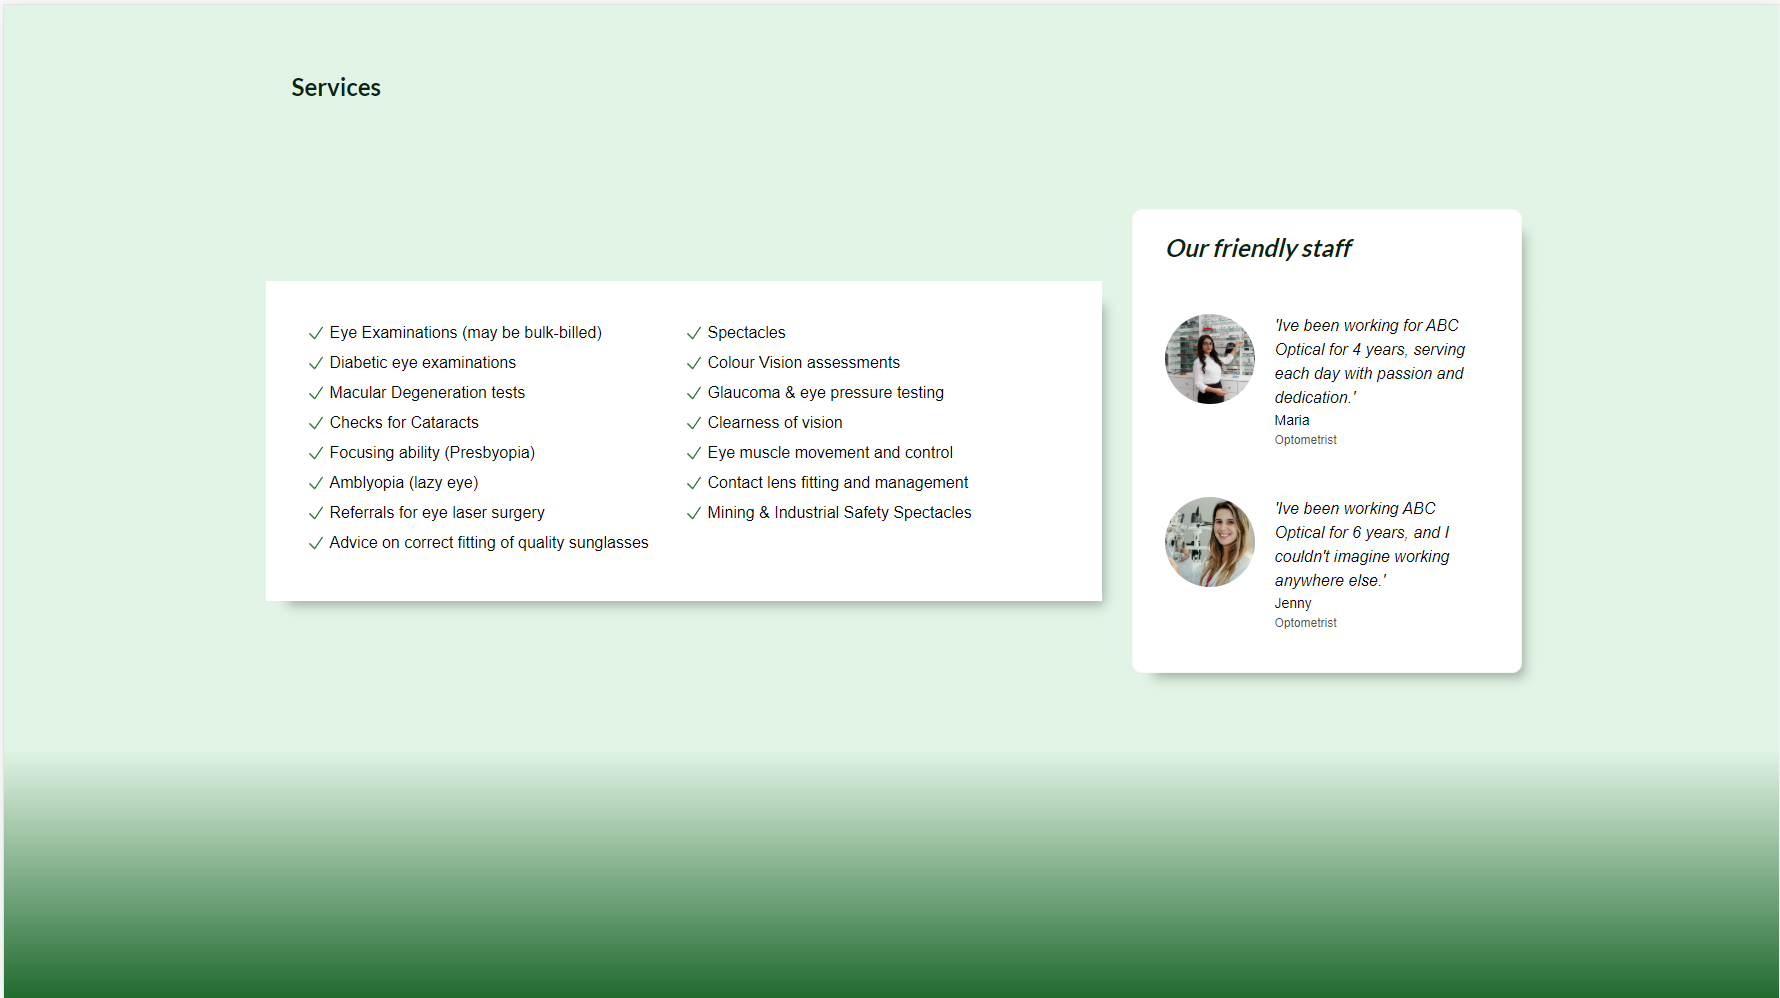 Services
Eye Examinations (may be bulk-billed)
Diabetic eye examinations
Macular Degeneration tests
Checks for Cataracts
Focusing ability (Presbyopia)
Amblyopia (lazy eye)
Referrals for eye laser surgery
Advice on correct fitting of quality sunglasses
Spectacles
Colour Vision assessments
Glaucoma & eye pressure testing
Clearness of vision
Eye muscle movement and control
Contact lens fitting and management
Mining & Industrial Safety Spectacles
Our friendly staff
'Ive been working for ABC
Optical for 4 years, serving
each day with passion and
dedication.'
Maria
Optometrist
'Ive been working ABC
Optical for 6 years, and I
couldn't imagine working
anywhere else.'
Jenny
Optometrist